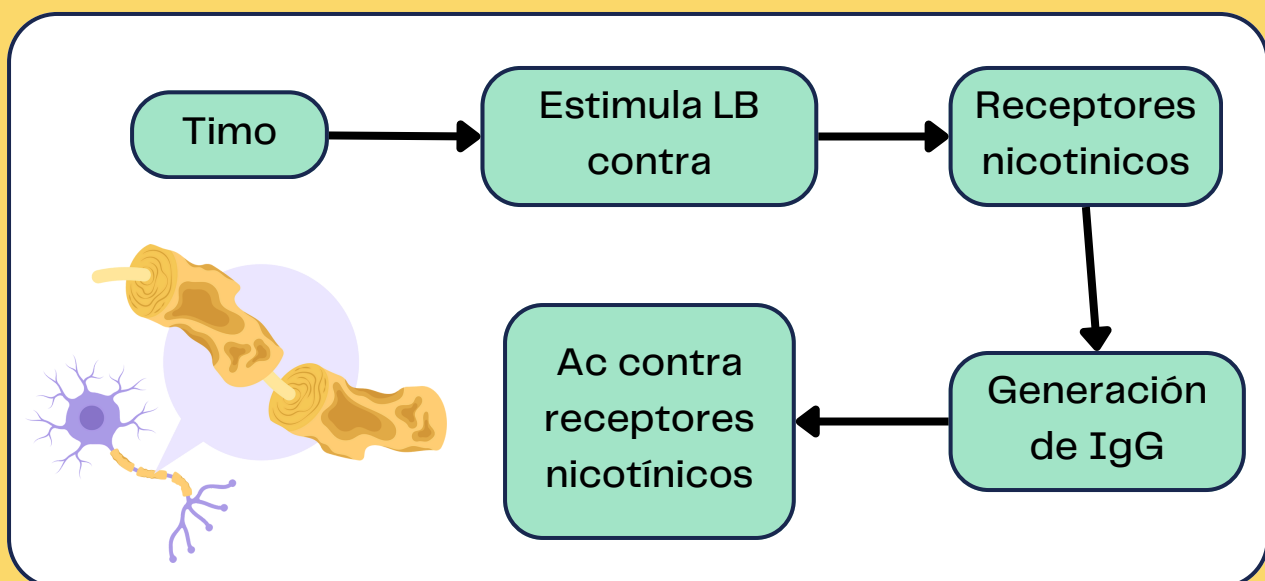 Timo
Estimula LB
contra
Receptores
nicotinicos
Generación
de IgG
Ac contra
receptores
nicotínicos